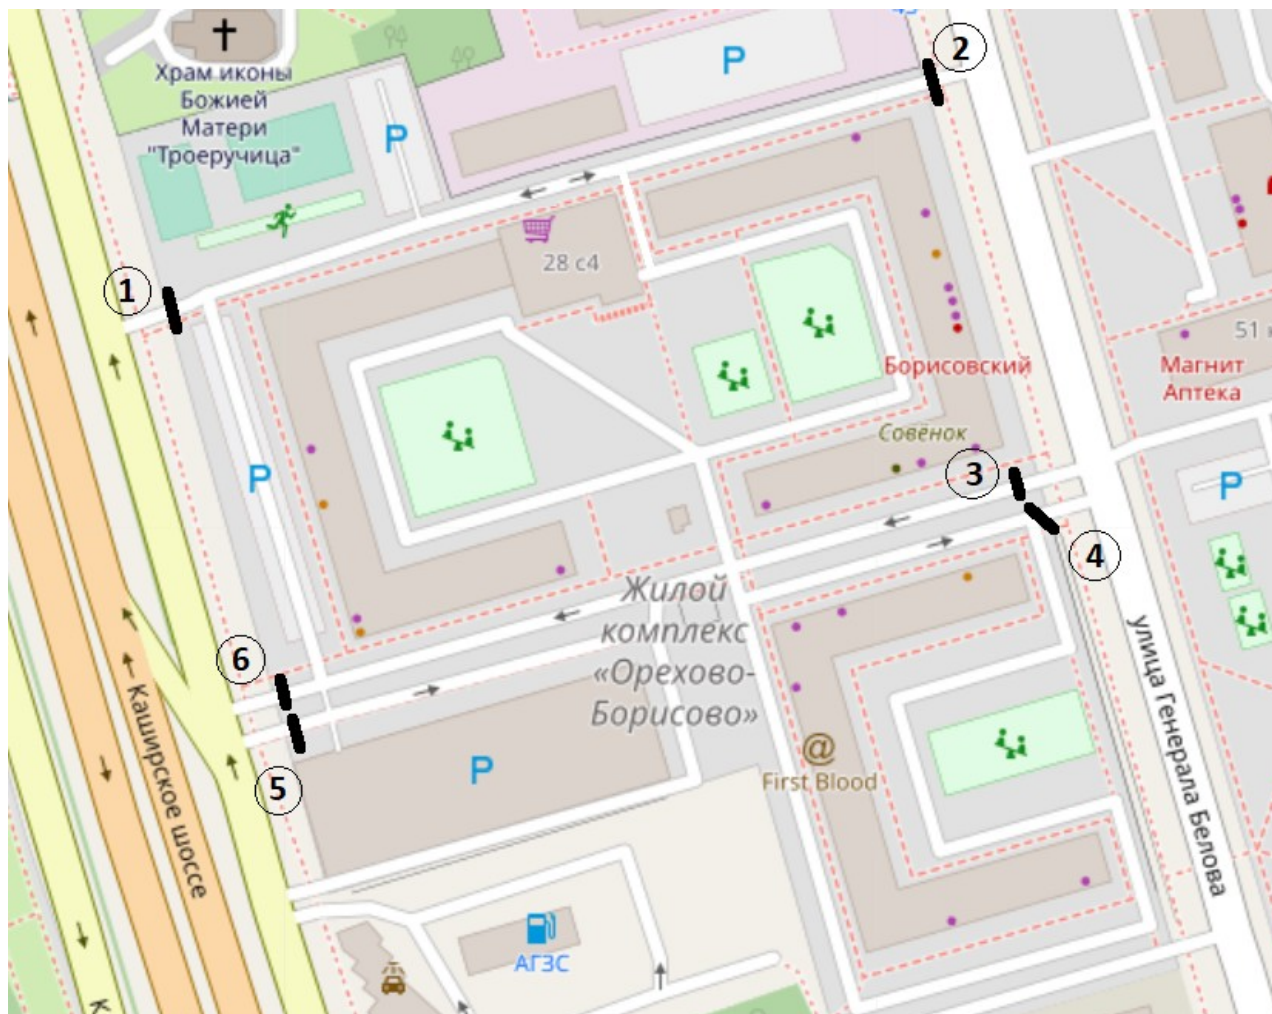 2
P
Храм иконы
Божией
Матери
"Троеручица"
P
1
28 с4
51
Борисовский
Магнит
Аптека
Совёнок
3
P
P
4
Жилой
комплекс
«Орехово-
Борисово»
6
улица Генерала Белова
Каширское шоссе
@
First Blood
P
5
АГЗС
К